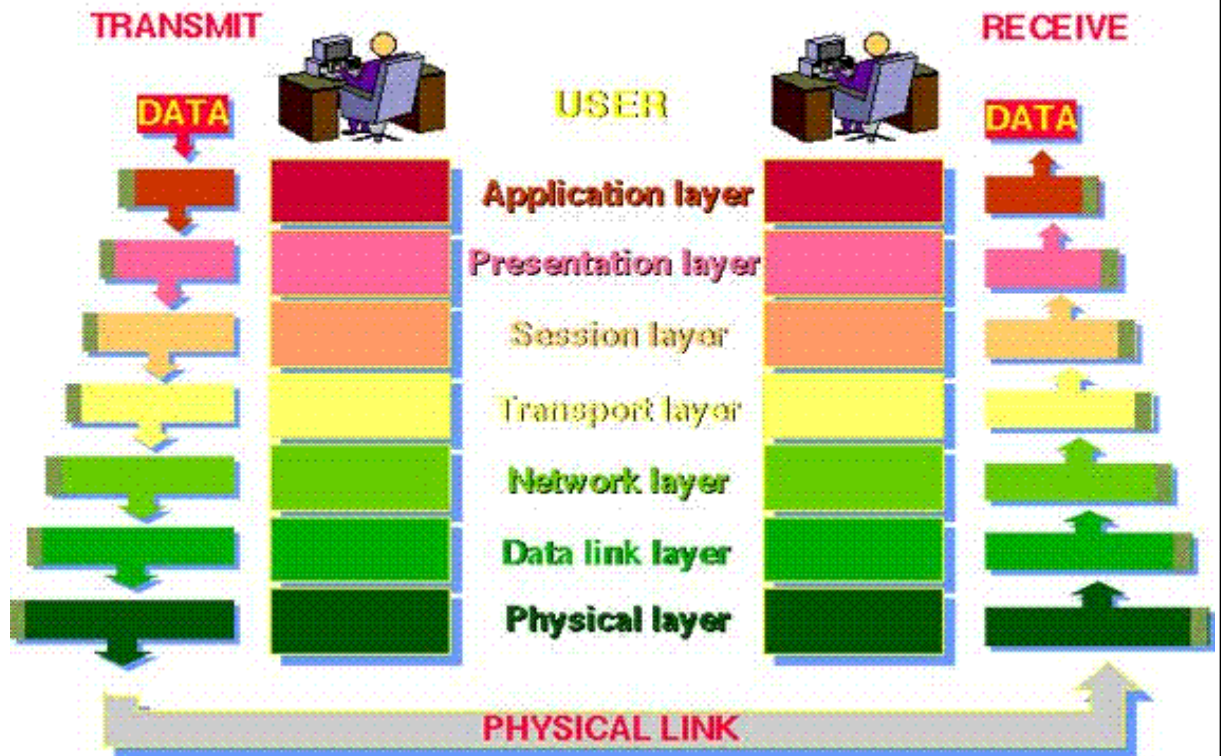 TRANSMIT
RECEIVE
DATA
USER
DATA
Application layer
Presentation layer
Session layer
Transport layer
Network layer
Data link layer
Physical layer
PHYSICAL LINK